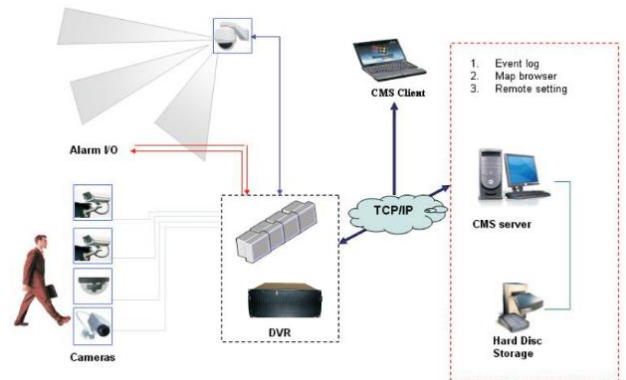 CMS Client
1. Event log
2. Map browser
3. Remote setting
Alarm I/O
TCP/IP
CMS server
DVR
Hard Disc
Storage
Cameras